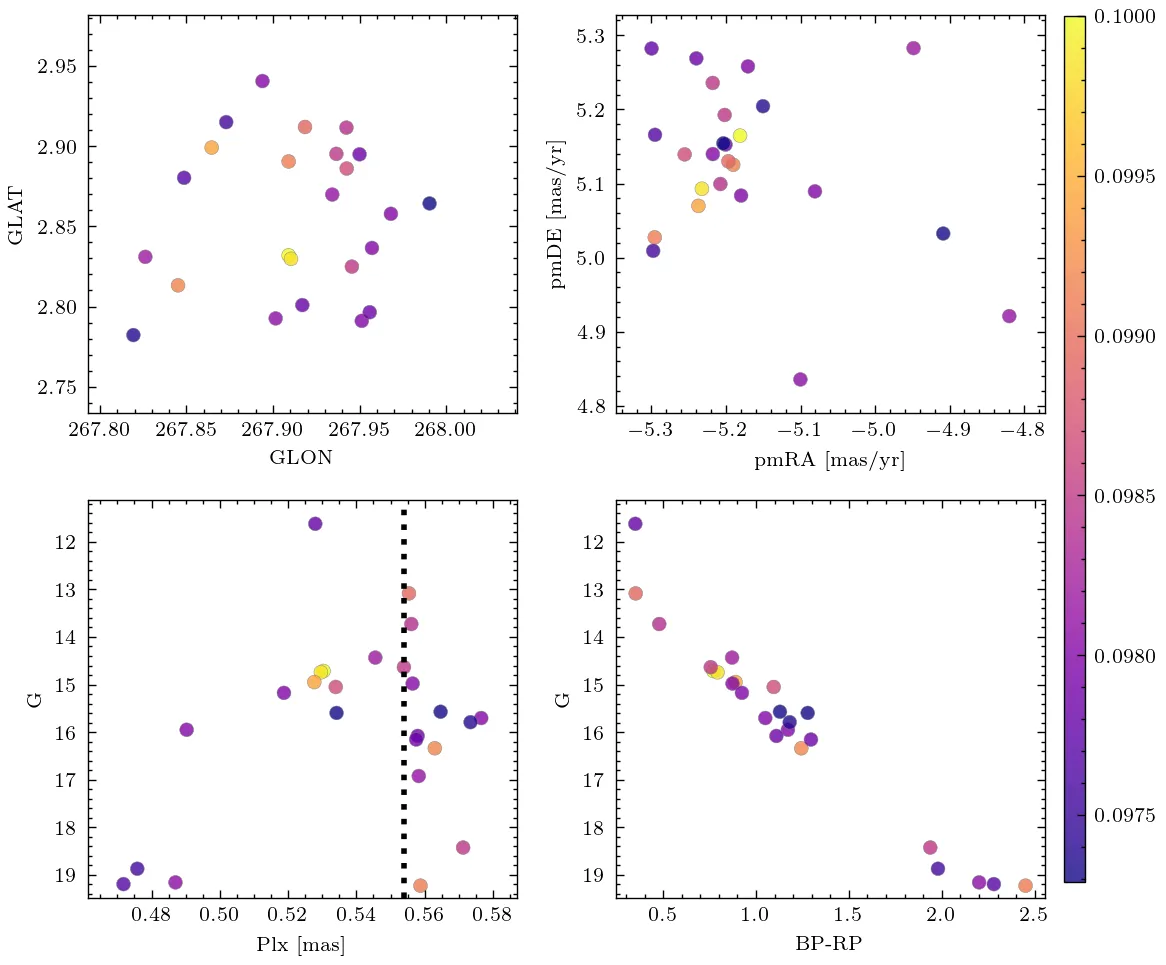 2.95
2.90
2.85
2.80
2.75
GLAT
267.80 267.85 267.90 267.95 268.00
GLON
5.3
5.2
5.1
5.0
4.9
4.8
pmDE [mas/yr]
−5.3 −5.2 −5.1 −5.0 −4.9 −4.8
pmRA [mas/yr]
0.1000
0.0995
0.0990
0.0985
0.0980
0.0975
12
13
14
15
16
17
18
19
G
0.48 0.50 0.52 0.54 0.56 0.58
Plx [mas]
12
13
14
15
16
17
18
19
G
0.5 1.0 1.5 2.0 2.5
BP-RP